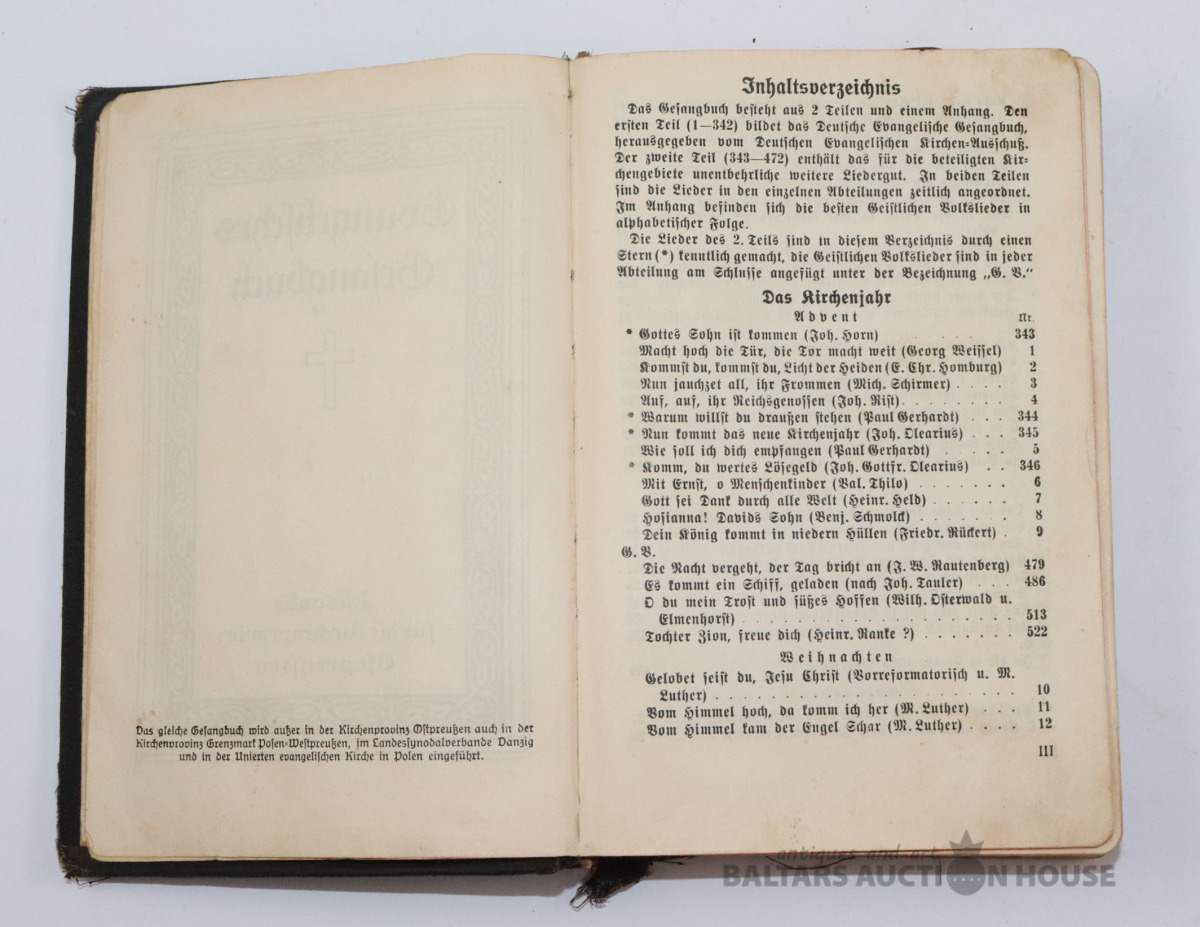 Das gleiche Gesangbuch wird außer in der Kirchenprovinz Ostpreußen auch in der
Kirchenprovinz Grenzmark Posen-Westpreußen, im Landessynodalverbande Danzig
und in der Unierten evangelischen Kirche in Polen eingeführt.
Inhaltsverzeichnis
Das Gesangbuch besteht aus 2 Teilen und einem Anhang. Den
ersten Teil (1—342) bildet das Deutsche Evangelische Gesangbuch,
herausgegeben vom Deutschen Evangelischen Kirchen-Ausschuß.
Der zweite Teil (343—472) enthält das für die beteiligten Kir-
chengebiete unentbehrliche weitere Liedergut. In beiden Teilen
sind die Lieder in den einzelnen Abteilungen zeitlich angeordnet.
Im Anhang befinden sich die besten Geistlichen Volkslieder in
alphabetischer Folge.
Die Lieder des 2. Teils sind in diesem Verzeichnis durch einen
Stern (*) kenntlich gemacht, die Geistlichen Volkslieder sind in jeder
Abteilung am Schlusse angefügt unter der Bezeichnung „G. V."
Das Kirchenjahr
Advent Nr.
* Gottes Sohn ist kommen (Joh. Horn) . . . . . 343
Macht hoch die Tür, die Tor macht weit (Georg Weissel) 1
Kommst du, kommst du, Licht der Heiden (E. Chr. Homburg) 2
Nun jauchzet all, ihr Frommen (Mich. Schirmer) . . . . 3
Auf, auf, ihr Reichsgenossen (Joh. Rist) . . . . . . . . 4
* Warum willst du draußen stehen (Paul Gerhardt) . . . 344
* Nun kommt das neue Kirchenjahr (Joh. Olearius) . . . 345
Wie soll ich dich empfangen (Paul Gerhardt) . . . . . 5
* Komm, du wertes Lösegeld (Joh. Gottfr. Olearius) . . 346
Mit Ernst, o Menschenkinder (Val. Thilo) . . . . . . . . 6
Gott sei Dank durch alle Welt (Heinr. Held) . . . . . . 7
Hosianna! Davids Sohn (Benj. Schmolck) . . . . . . . 8
Dein König kommt in niedern Hüllen (Friedr. Rückert) . 9
G. V.
Die Nacht vergeht, der Tag bricht an (J. W. Rautenberg) 479
Es kommt ein Schiff, geladen (nach Joh. Tauler) . . . 486
O du mein Trost und süßes Hoffen (Wilh. Osterwald u.
Elmenhorst) . . . . . . . . . . . . . . . . . . . . . . 513
Tochter Zion, freue dich (Heinr. Ranke ?) . . . . . . . 522
Weihnachten
Gelobet seist du, Jesu Christ (Vorreformatorisch u. M.
Luther) . . . . . . . . . . . . . . . . . . . . . . . . 10
Vom Himmel hoch, da komm ich her (M. Luther) . . . 11
Vom Himmel kam der Engel Schar (M. Luther) . . . . 12
III
antiques and art
BALTARS AUCTION HOUSE